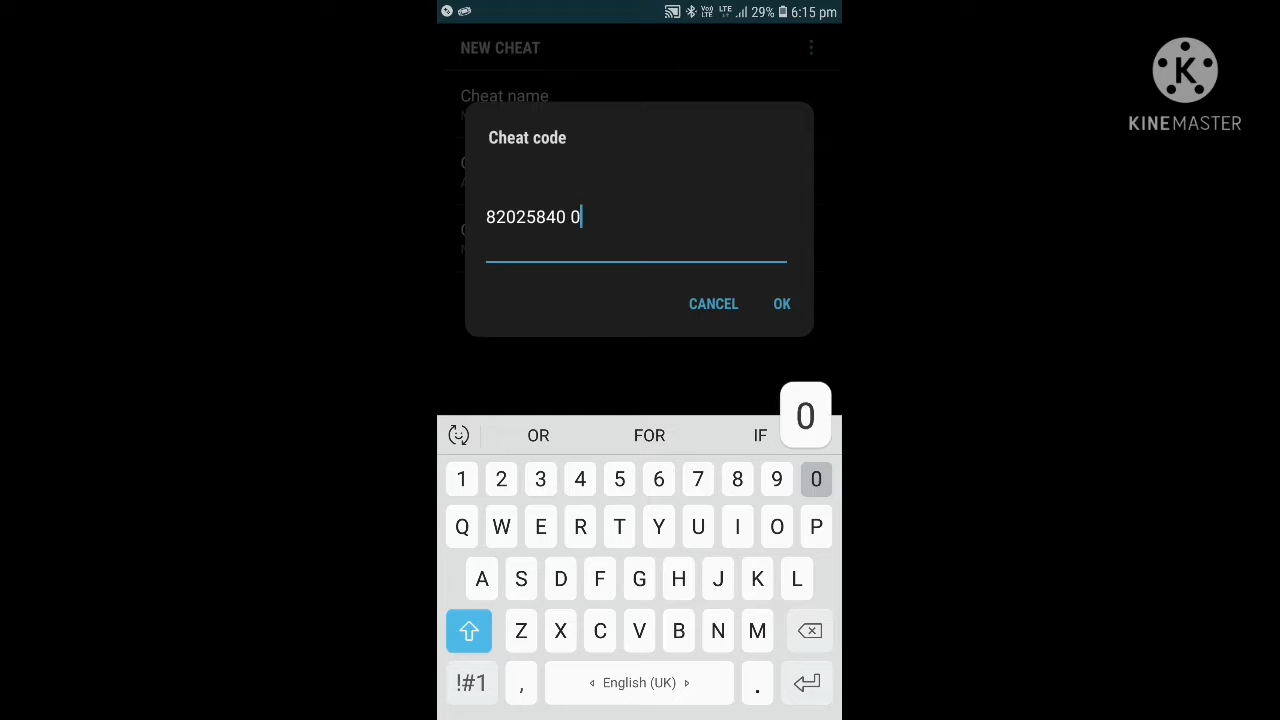 29% 6:15 pm
NEW CHEAT
Cheat name
Cheat code
82025840 0
CANCEL OK
K
KINEMASTER
0
OR FOR IF
1 2 3 4 5 6 7 8 9 0
Q W E R T Y U I O P
A S D F G H J K L
Z X C V B N M
!#1 , English (UK) .